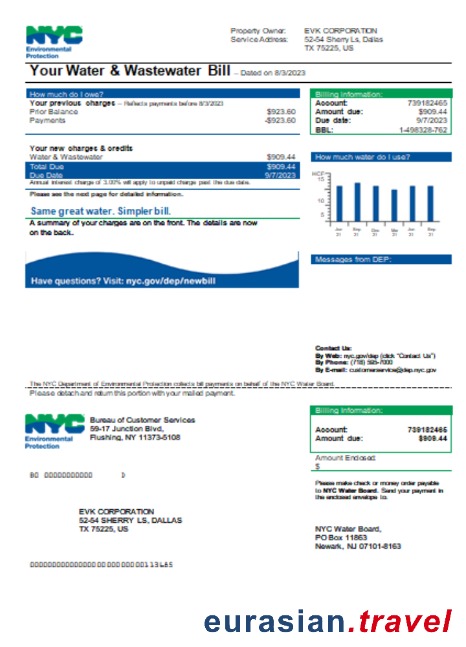 NYC
Environmental
Protection
Property Owner: EVK CORPORATION
Service Address: 52-54 Sherry Ls, Dallas
TX 75225, US
Your Water & Wastewater Bill – Dated on 8/3/2023
How much do I owe?
Your previous charges – Reflects payments before 8/3/2023
Prior Balance $923.60
Payments -$923.60
Your new charges & credits
Water & Wastewater $909.44
Total Due $909.44
Due Date 9/7/2023
Annual interest charge of 3.00% will apply to unpaid charge past the due date.
Please see the next page for detailed information.
Same great water. Simpler bill.
A summary of your charges are on the front. The details are now
on the back.
Have questions? Visit: nyc.gov/dep/newbill
Billing Information:
Account: 739182465
Amount due: $909.44
Due date: 9/7/2023
BBL: 1-498328-762
How much water do I use?
HCF
15
10
5
Jun Sep Dec Mar Jun Sep
21 21 21 21 21 21
Messages from DEP:
Contact Us:
By Web: nyc.gov/dep (click "Contact Us")
By Phone: (718) 595-7000
By E-mail: customerservice@dep.nyc.gov
The NYC Department of Environmental Protection collects bill payments on behalf of the NYC Water Board.
Please detach and return this portion with your mailed payment.
NYC
Environmental
Protection
Bureau of Customer Services
59-17 Junction Blvd,
Flushing, NY 11373-5108
Billing Information:
Account: 739182465
Amount due: $909.44
Amount Enclosed:
$
Please make check or money order payable
to NYC Water Board. Send your payment in
the enclosed envelope to.
EVK CORPORATION
52-54 SHERRY LS, DALLAS
TX 75225, US
NYC Water Board,
PO Box 11863
Newark, NJ 07101-8163
eurasian.travel